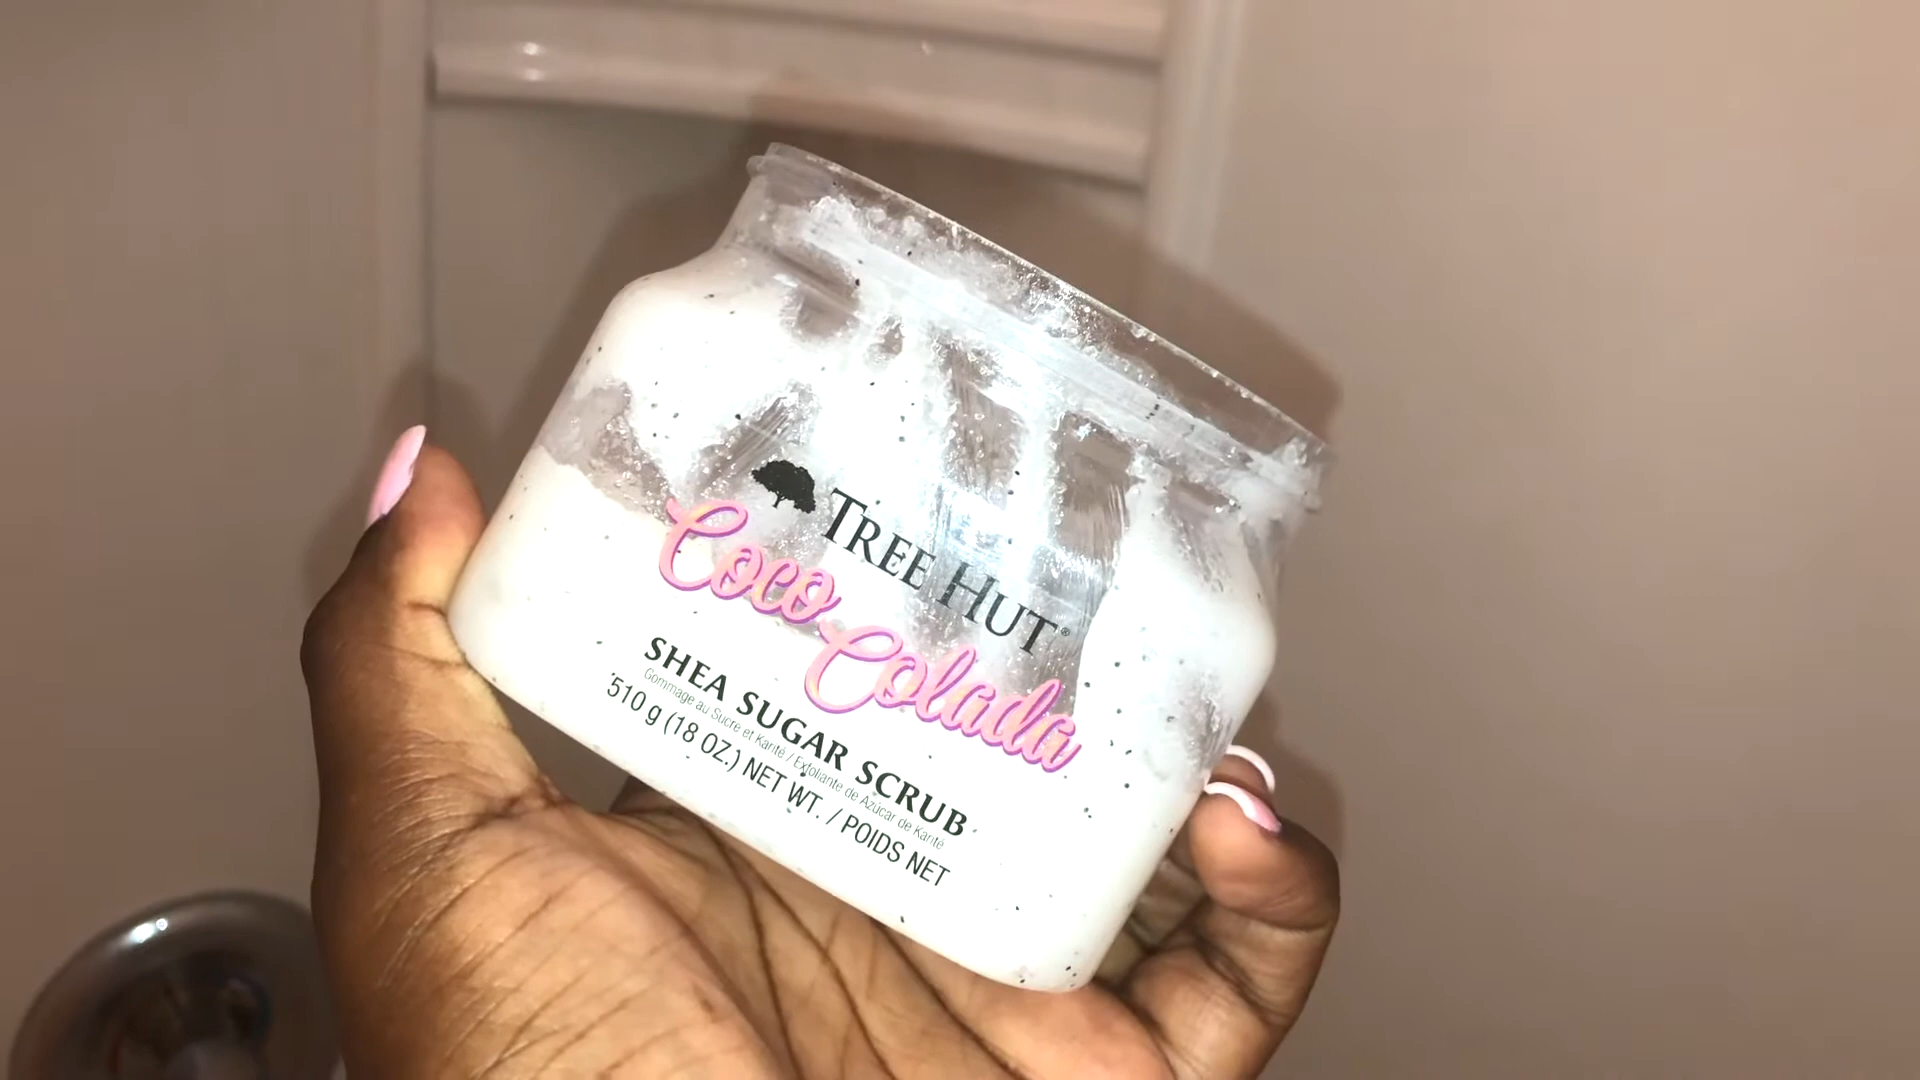 TREE HUT®
Coco Colada
SHEA SUGAR SCRUB
Gommage au Sucre et Karité / Exfoliante de Azúcar de Karité
510 g (18 OZ.) NET WT. / POIDS NET